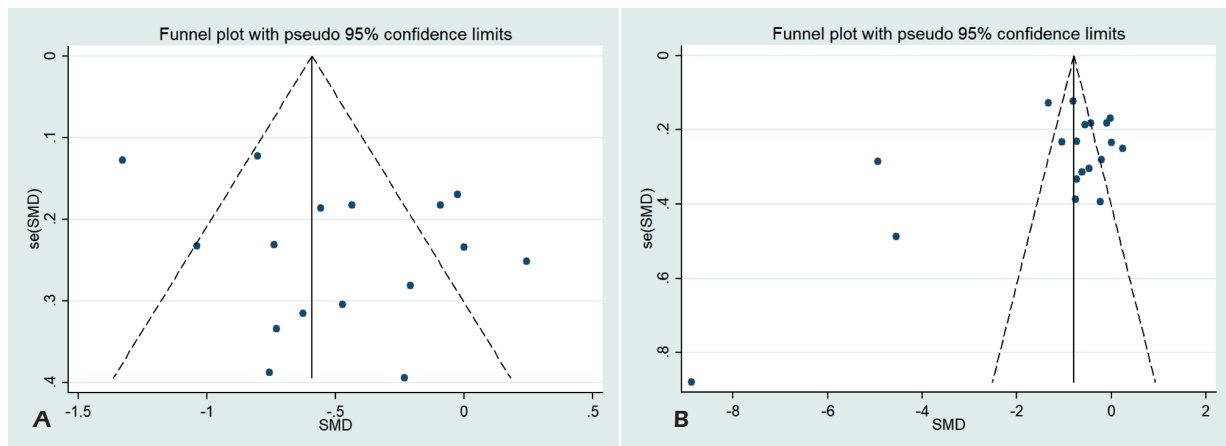 Funnel plot with pseudo 95% confidence limits
se(SMD)
0
.1
.2
.3
.4
-1.5
-1
-.5
0
.5
SMD
A
Funnel plot with pseudo 95% confidence limits
se(SMD)
0
.2
.4
.6
.8
-8
-6
-4
-2
0
2
SMD
B